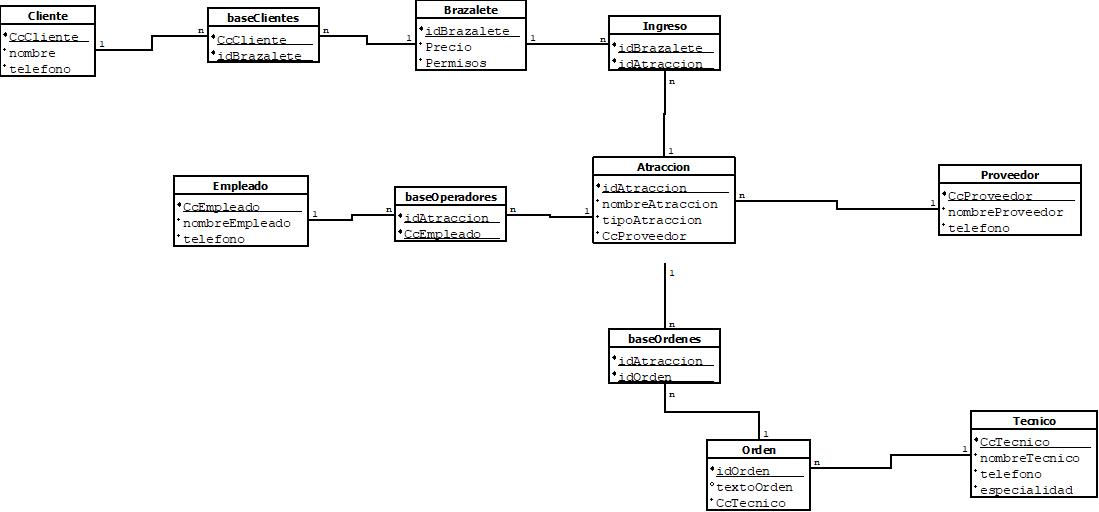 Cliente
CcCliente
nombre
telefono
1
n
baseClientes
CcCliente
idBrazalete
n
1
Brazalete
idBrazalete
Precio
Permisos
1
n
Ingreso
idBrazalete
idAtraccion
n
1
Empleado
CcEmpleado
nombreEmpleado
telefono
1
n
baseOperadores
idAtraccion
CcEmpleado
n
1
Atraccion
idAtraccion
nombreAtraccion
tipoAtraccion
CcProveedor
n
1
Proveedor
CcProveedor
nombreProveedor
telefono
1
n
baseOrdenes
idAtraccion
idOrden
n
1
Orden
idOrden
textoOrden
CcTecnico
n
1
Tecnico
CcTecnico
nombreTecnico
telefono
especialidad